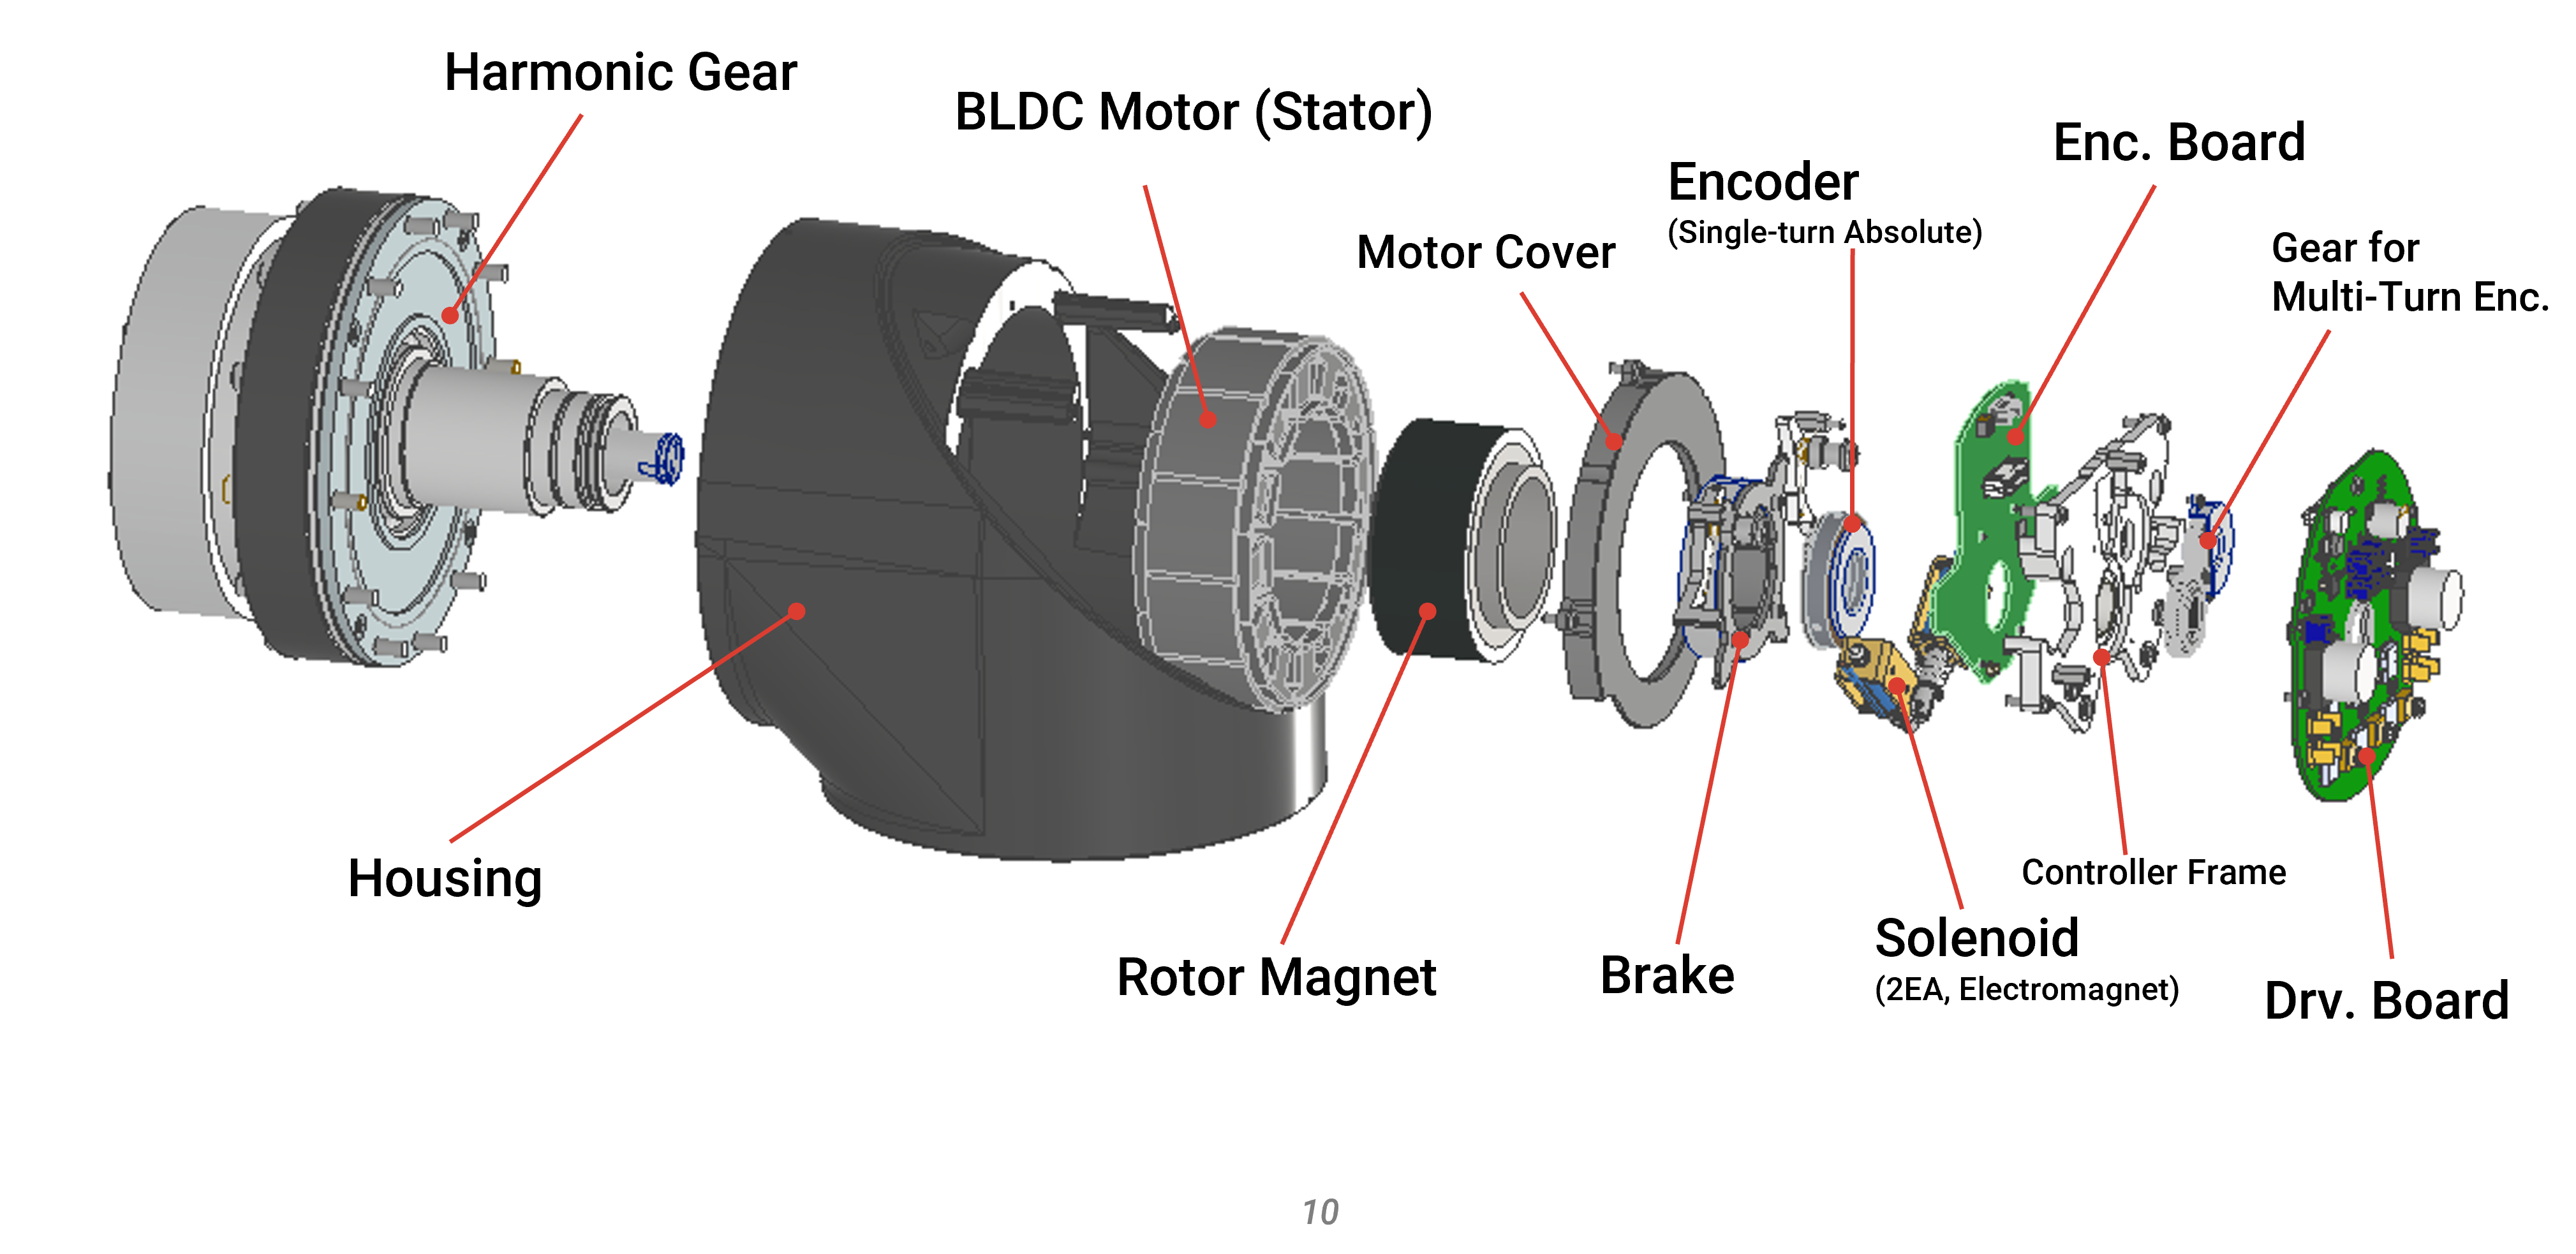 Harmonic Gear
BLDC Motor (Stator)
Enc. Board
Encoder
(Single-turn Absolute)
Motor Cover
Gear for
Multi-Turn Enc.
Housing
Controller Frame
Rotor Magnet
Brake
Solenoid
(2EA, Electromagnet)
Drv. Board
10